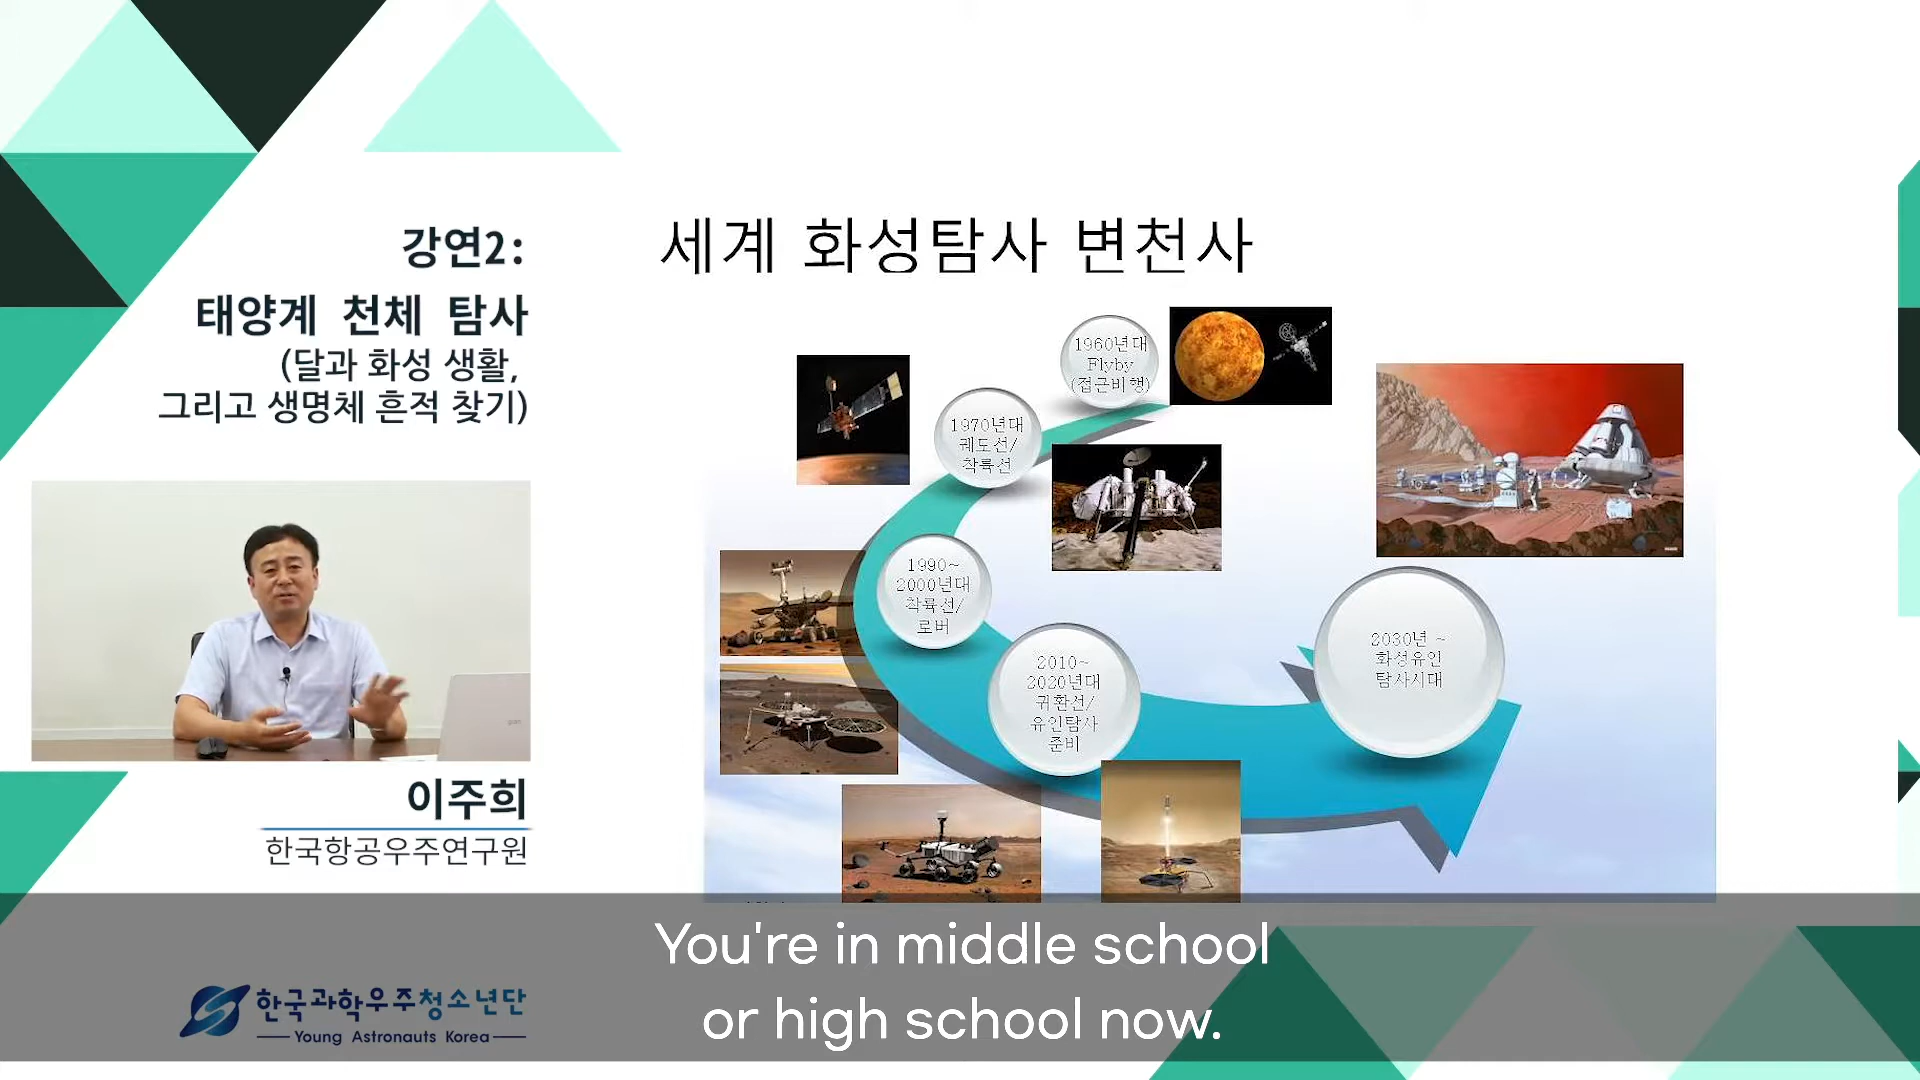 강연2:
태양계 천체 탐사
(달과 화성 생활,
그리고 생명체 흔적 찾기)
이주희
한국항공우주연구원
세계 화성탐사 변천사
1960년대
Flyby
(접근비행)
1970년대
궤도선/
착륙선
1990~
2000년대
착륙선/
로버
2010~
2020년대
귀환선/
유인탐사
준비
2030년 ~
화성유인
탐사시대
You're in middle school
or high school now.
한국과학우주청소년단
Young Astronauts Korea